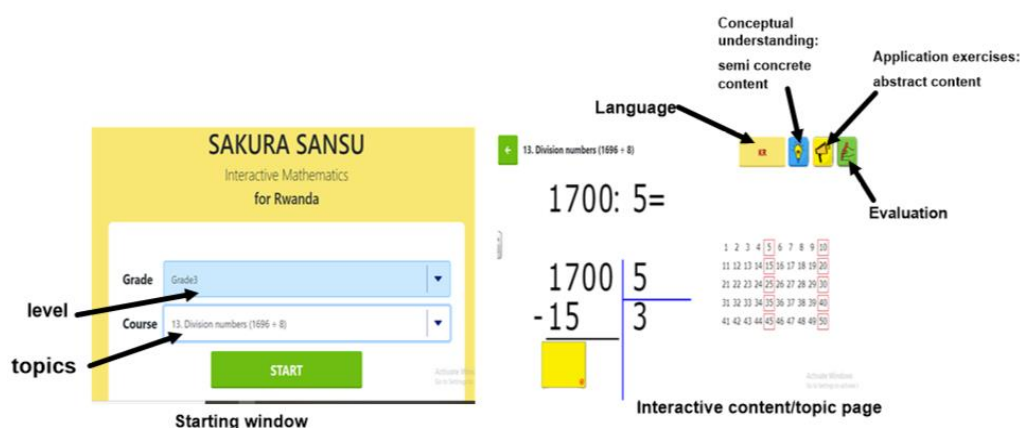 Conceptual
understanding:
semi concrete
content
Application exercises:
abstract content
Language
SAKURA SANSU
Interactive Mathematics
for Rwanda
Grade
Grade3
level
Course
13. Division numbers (1696 ÷ 8)
topics
START
Starting window
13. Division numbers (1696 ÷ 8)
KR
Evaluation
1700: 5=
1700 5
-15 3
1 2 3 4 5 6 7 8 9 10
11 12 13 14 15 16 17 18 19 20
21 22 23 24 25 26 27 28 29 30
31 32 33 34 35 36 37 38 39 40
41 42 43 44 45 46 47 48 49 50
Activate Windows
Interactive content/topic page